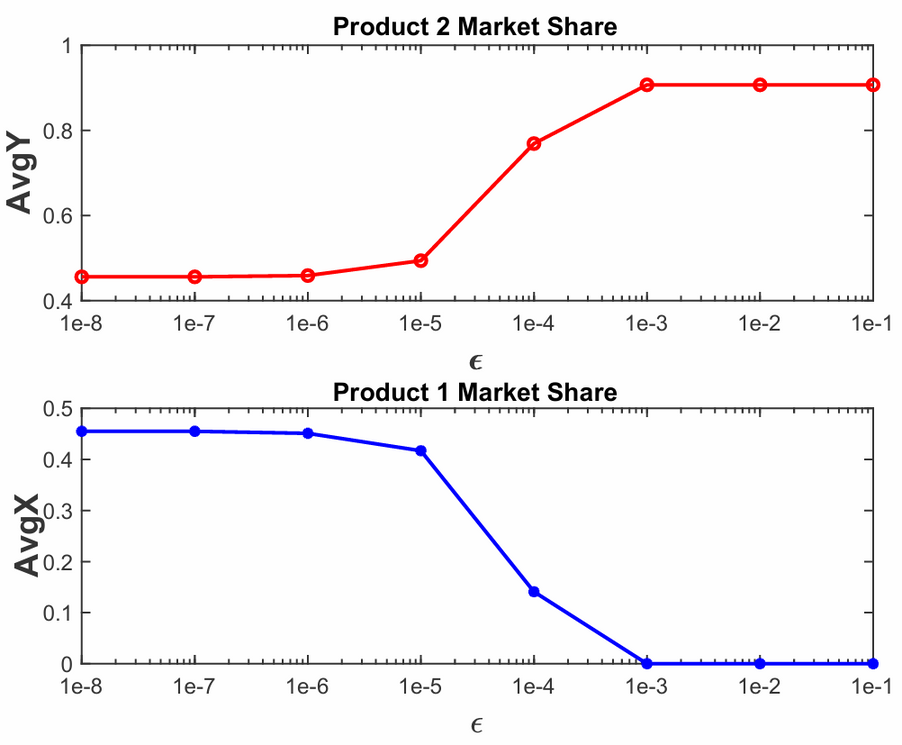 Product 2 Market Share
AvgY
1
0.8
0.6
0.4
1e-8 1e-7 1e-6 1e-5 1e-4 1e-3 1e-2 1e-1
ϵ
Product 1 Market Share
AvgX
0.5
0.4
0.3
0.2
0.1
0
1e-8 1e-7 1e-6 1e-5 1e-4 1e-3 1e-2 1e-1
ϵ